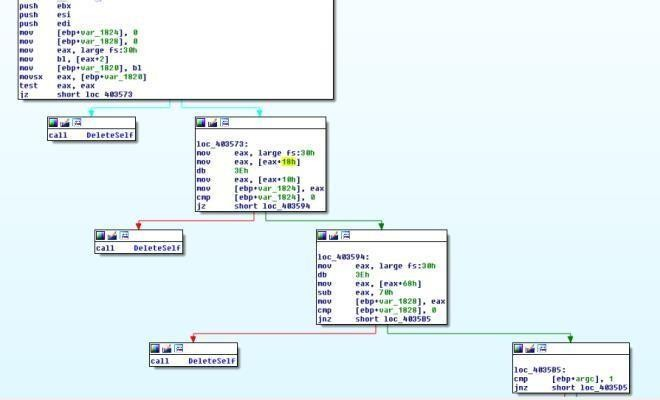 push ebx
push esi
push edi
mov [ebp+var_1824], 0
mov [ebp+var_1828], 0
mov eax, large fs:30h
mov bl, [eax+2]
mov [ebp+var_1820], bl
movsx eax, [ebp+var_1820]
test eax, eax
jz short loc_403573
call DeleteSelf
loc_403573:
mov eax, large fs:30h
mov eax, [eax+18h]
db 3Eh
mov eax, [eax+10h]
mov [ebp+var_1824], eax
cmp [ebp+var_1824], 0
jz short loc_403594
call DeleteSelf
loc_403594:
mov eax, large fs:30h
db 3Eh
mov eax, [eax+68h]
sub eax, 70h
mov [ebp+var_1828], eax
cmp [ebp+var_1828], 0
jnz short loc_4035B5
call DeleteSelf
loc_4035B5:
cmp [ebp+argc], 1
jnz short loc_4035D5